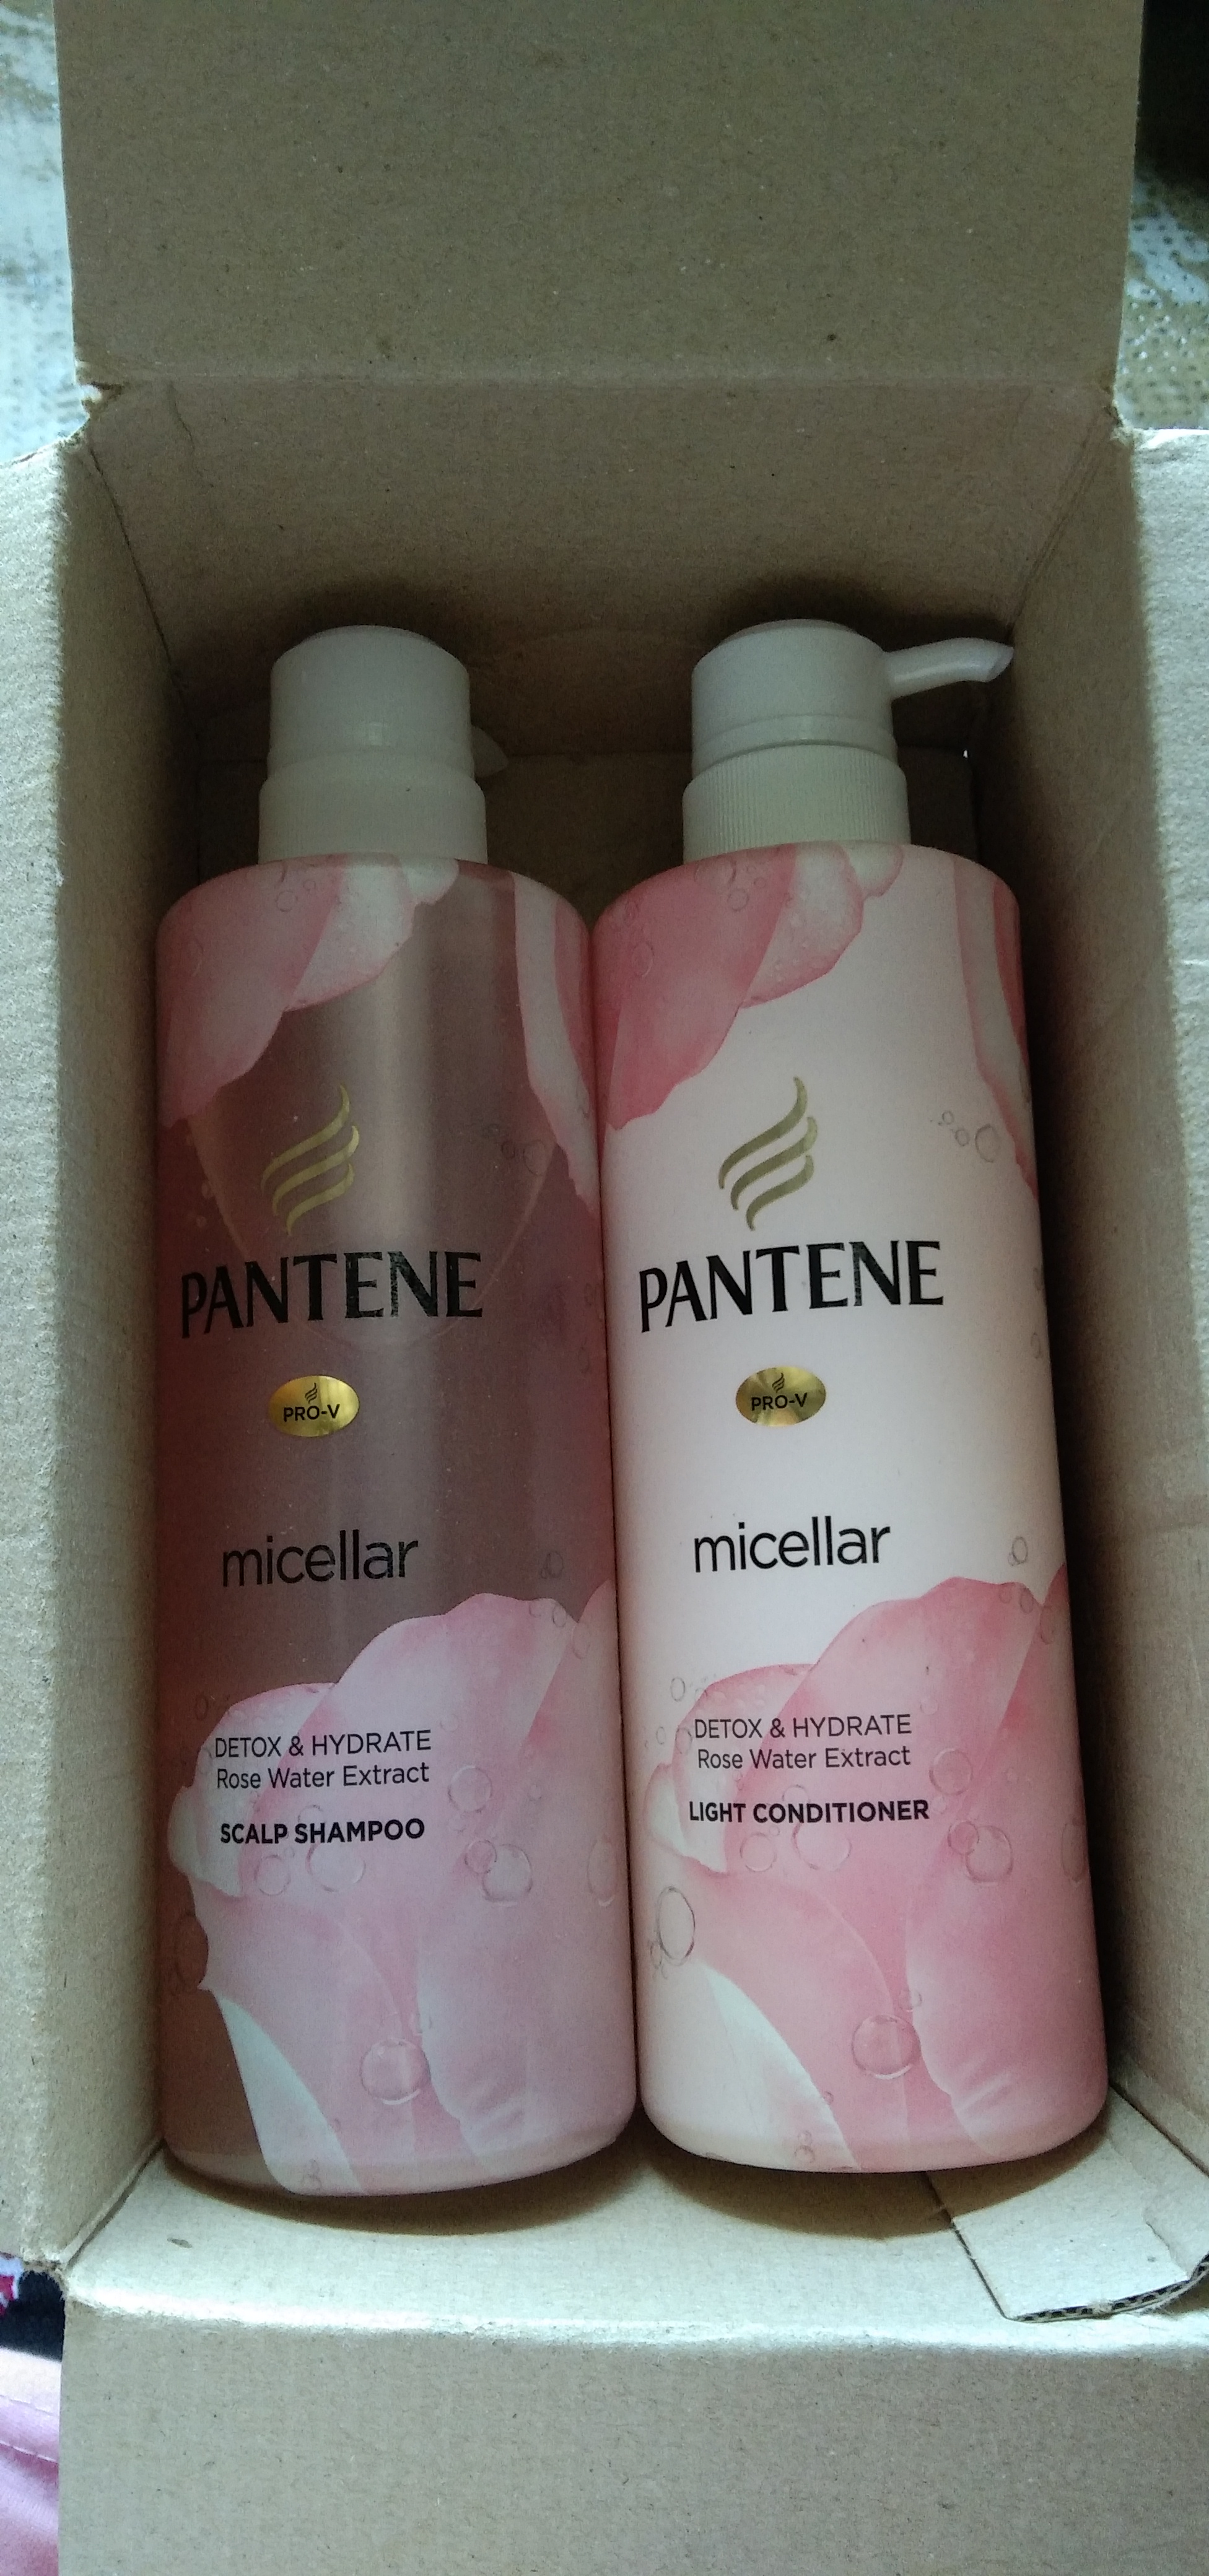 PANTENE
PRO-V
micellar
DETOX & HYDRATE
Rose Water Extract
SCALP SHAMPOO
PANTENE
PRO-V
micellar
DETOX & HYDRATE
Rose Water Extract
LIGHT CONDITIONER